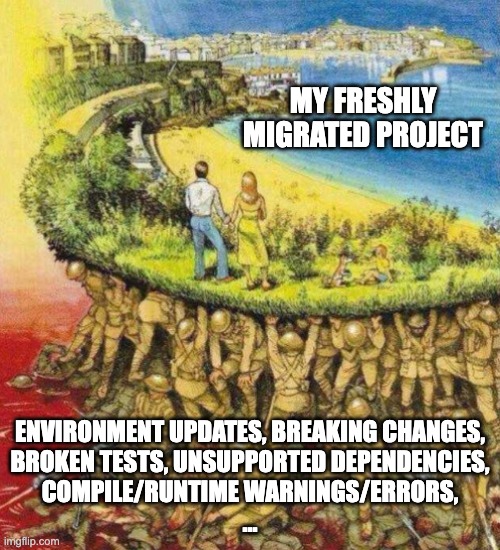 MY FRESHLY
MIGRATED PROJECT
ENVIRONMENT UPDATES, BREAKING CHANGES,
BROKEN TESTS, UNSUPPORTED DEPENDENCIES,
COMPILE/RUNTIME WARNINGS/ERRORS,
...
imgflip.com